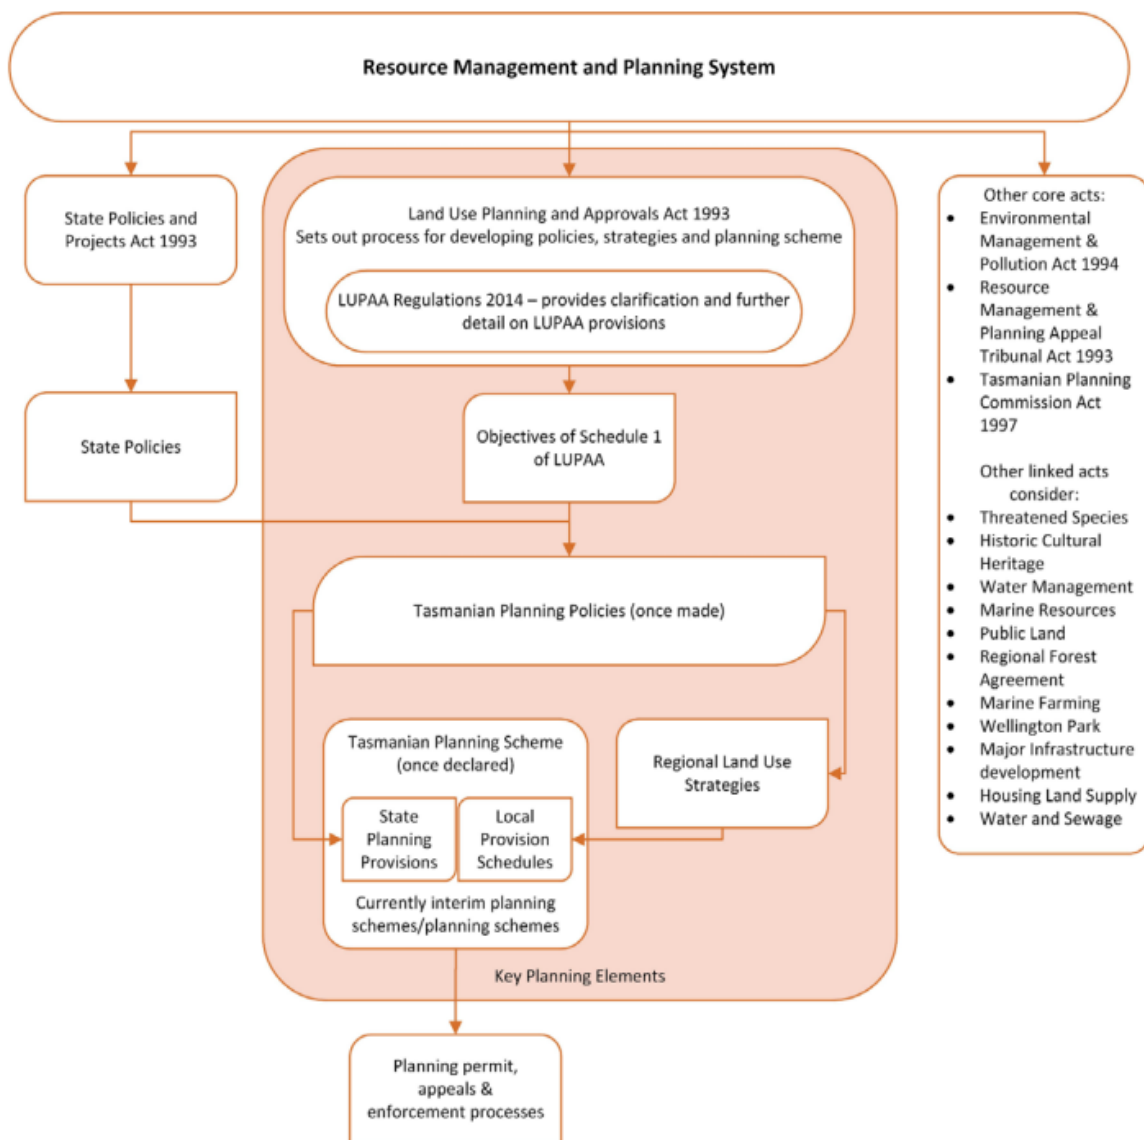 Resource Management and Planning System
State Policies and
Projects Act 1993
Land Use Planning and Approvals Act 1993
Sets out process for developing policies, strategies and planning scheme
LUPAA Regulations 2014 – provides clarification and further
detail on LUPAA provisions
State Policies
Objectives of Schedule 1
of LUPAA
Tasmanian Planning Policies (once made)
Tasmanian Planning Scheme
(once declared)
State
Planning
Provisions
Local
Provision
Schedules
Currently interim planning
schemes/planning schemes
Regional Land Use
Strategies
Key Planning Elements
Planning permit,
appeals &
enforcement processes
Other core acts:
• Environmental
Management &
Pollution Act 1994
• Resource
Management &
Planning Appeal
Tribunal Act 1993
• Tasmanian Planning
Commission Act
1997
Other linked acts
consider:
• Threatened Species
• Historic Cultural
Heritage
• Water Management
• Marine Resources
• Public Land
• Regional Forest
Agreement
• Marine Farming
• Wellington Park
• Major Infrastructure
development
• Housing Land Supply
• Water and Sewage